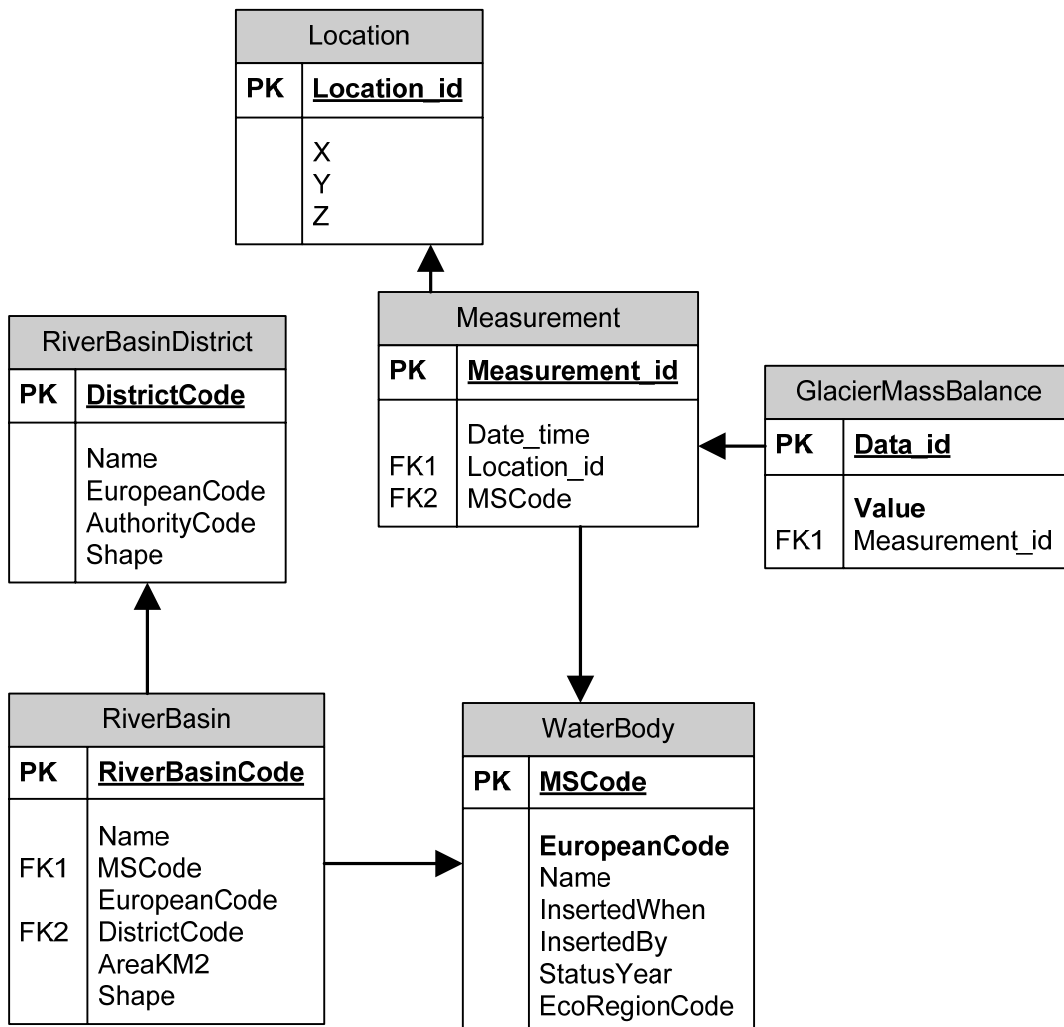 Location
PK Location_id
X
Y
Z
Measurement
PK Measurement_id
Date_time
FK1 Location_id
FK2 MSCode
GlacierMassBalance
PK Data_id
Value
FK1 Measurement_id
RiverBasinDistrict
PK DistrictCode
Name
EuropeanCode
AuthorityCode
Shape
RiverBasin
PK RiverBasinCode
Name
FK1 MSCode
EuropeanCode
FK2 DistrictCode
AreaKM2
Shape
WaterBody
PK MSCode
EuropeanCode
Name
InsertedWhen
InsertedBy
StatusYear
EcoRegionCode